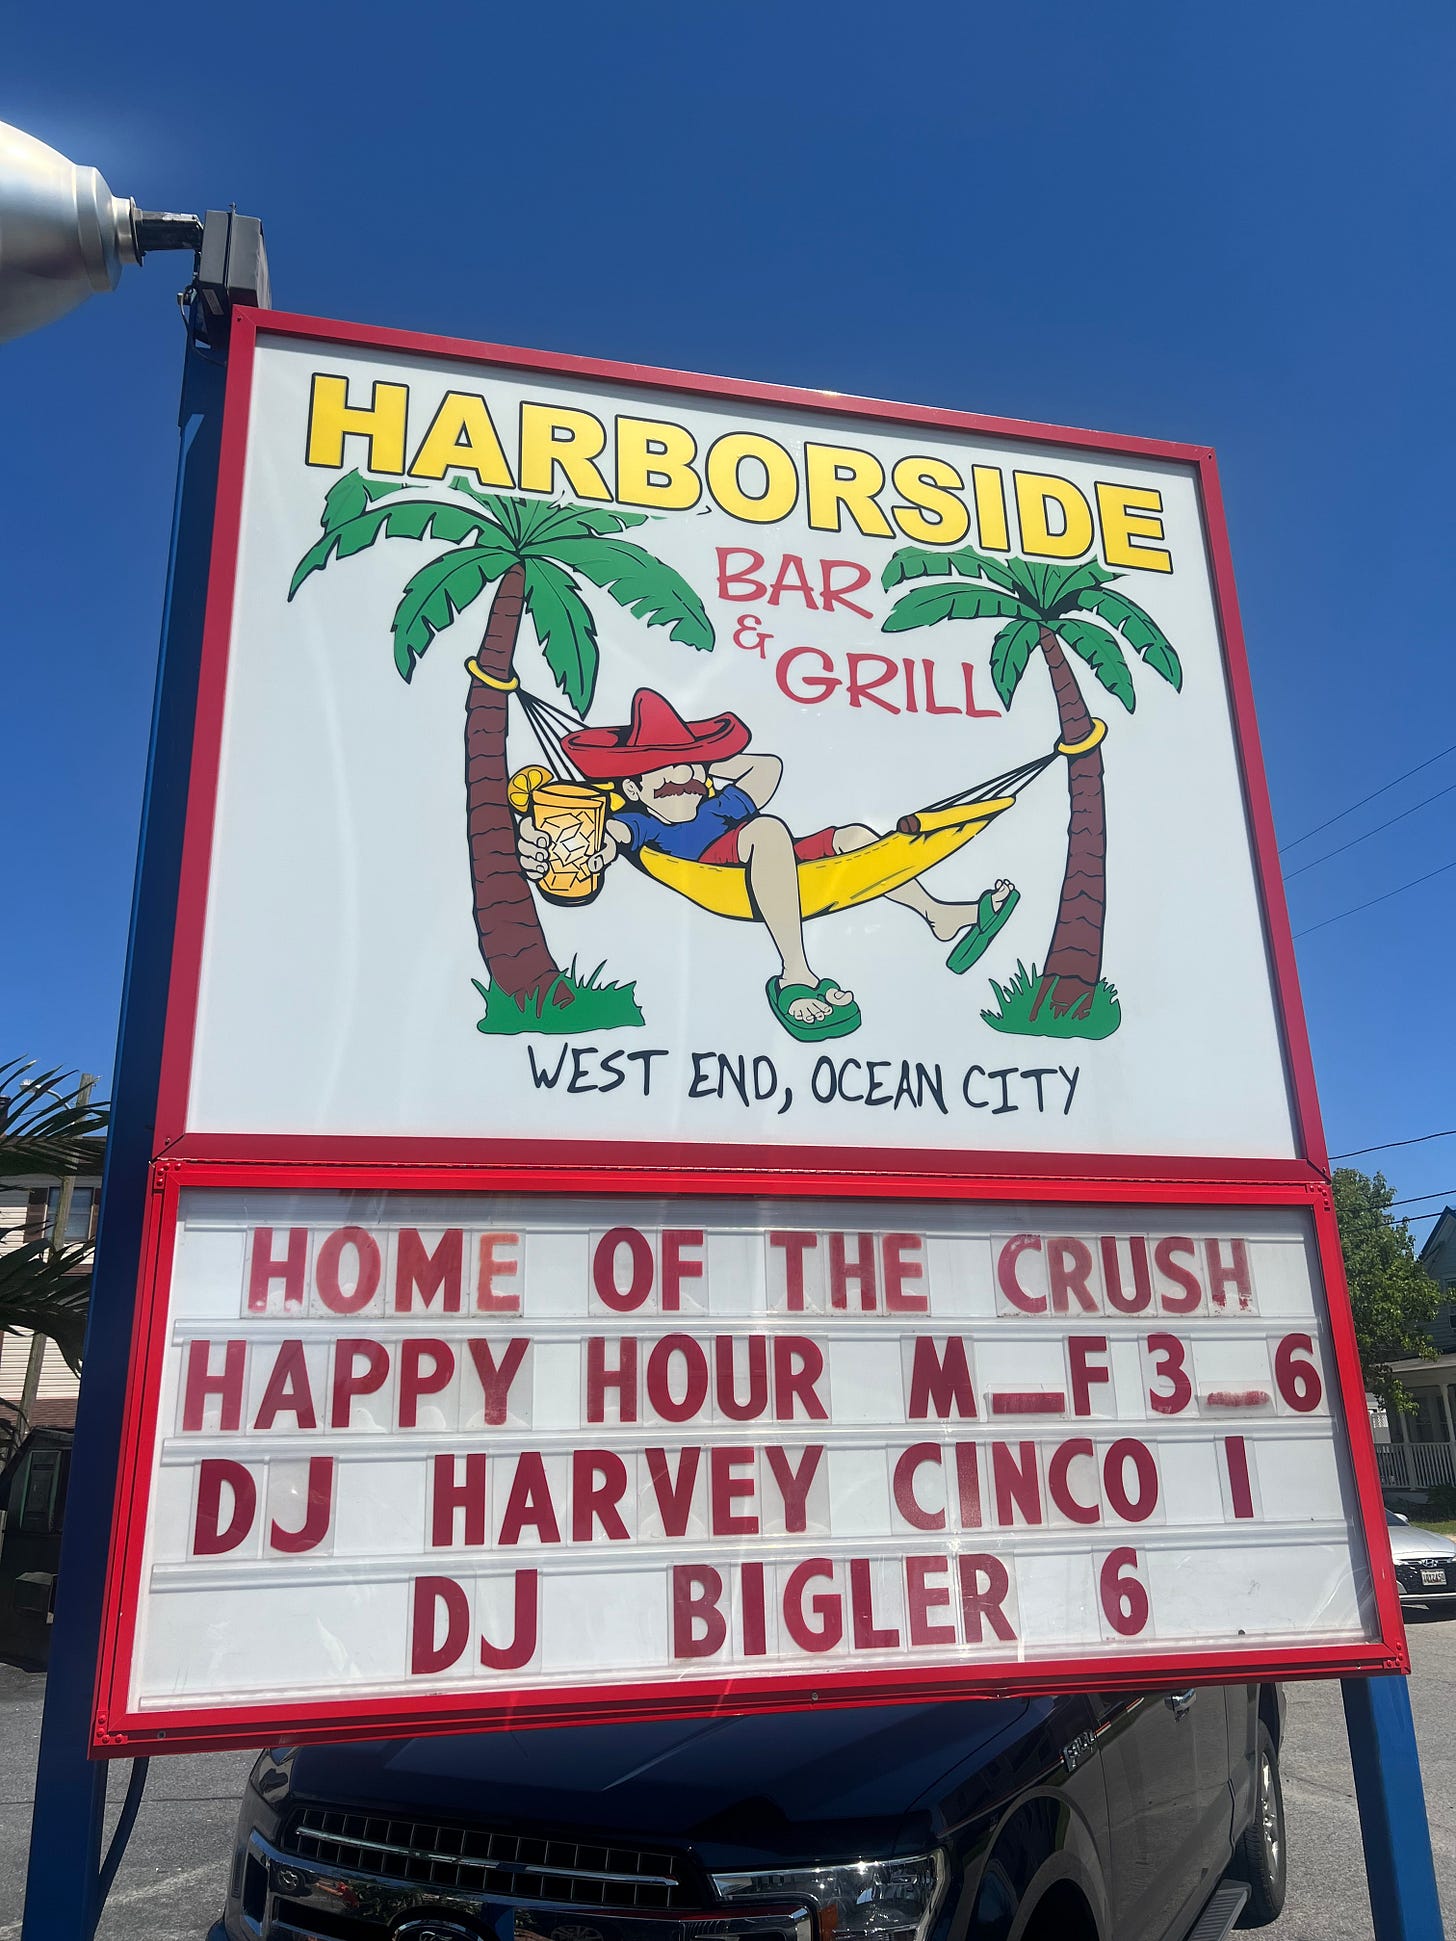 HARBORSIDE
BAR
&
GRILL
WEST END, OCEAN CITY
HOME OF THE CRUSH
HAPPY HOUR M_F 3_6
DJ HARVEY CINCO 1
DJ BIGLER 6